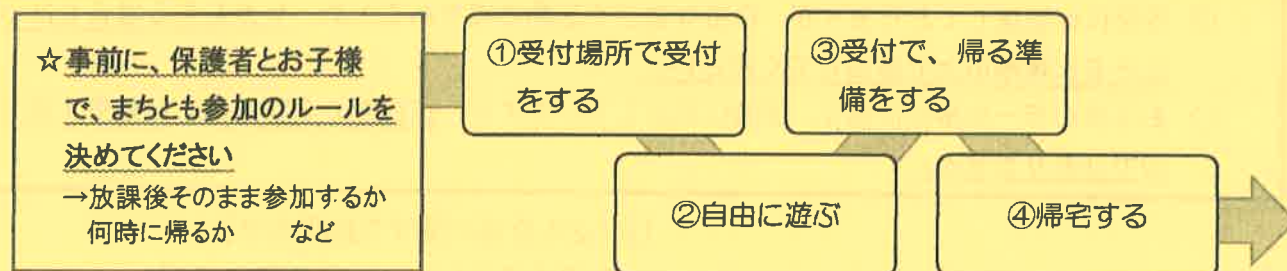 ☆事前に、保護者とお子様
で、まちとも参加のルールを
決めてください
→放課後そのまま参加するか
何時に帰るか　　など
①受付場所で受付
をする
②自由に遊ぶ
③受付で、帰る準
備をする
④帰宅する